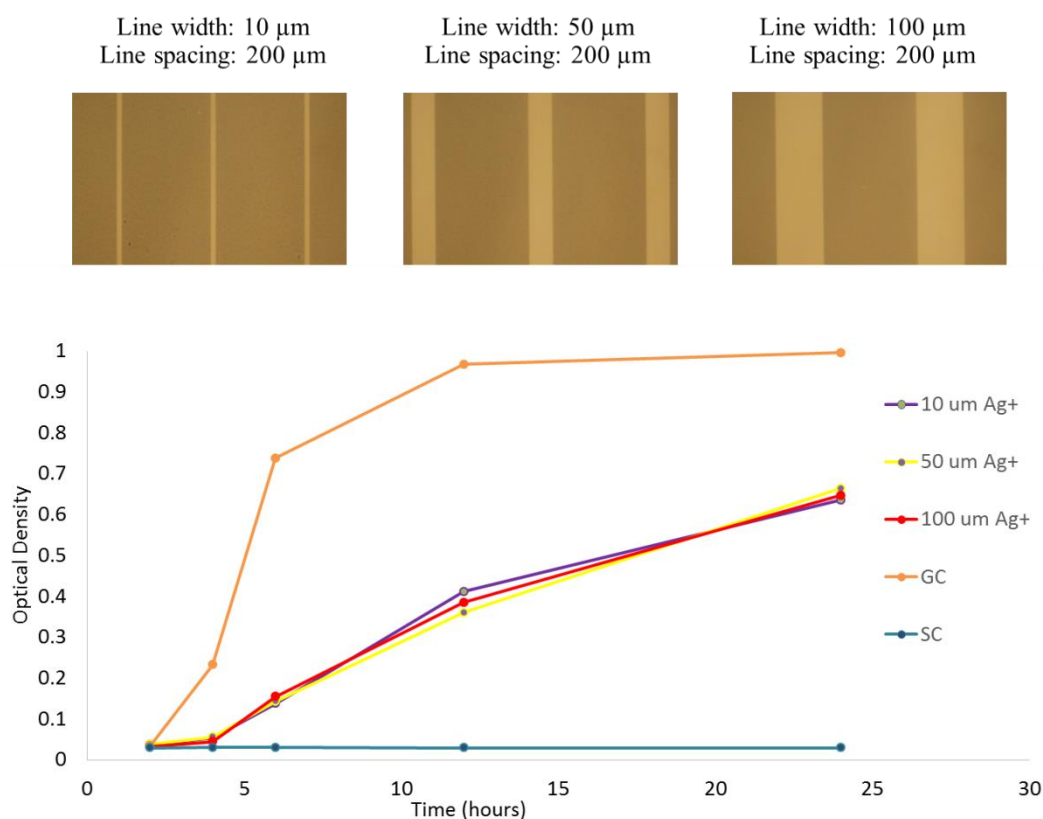 Line width: 10 µm
Line spacing: 200 µm
Line width: 50 µm
Line spacing: 200 µm
Line width: 100 µm
Line spacing: 200 µm
1
0.9
0.8
0.7
0.6
0.5
0.4
0.3
0.2
0.1
0
Optical Density
0 5 10 15 20 25 30
Time (hours)
10 um Ag+
50 um Ag+
100 um Ag+
GC
SC